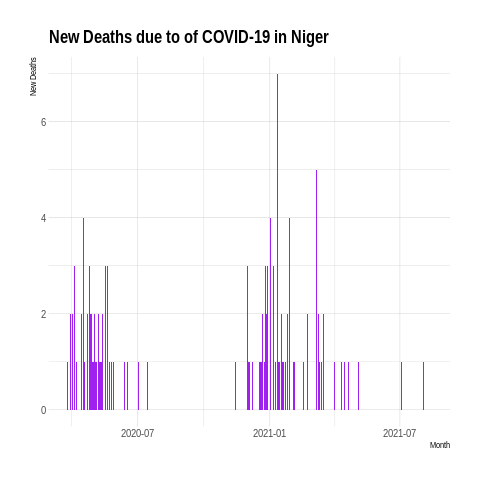 New Deaths due to of COVID-19 in Niger
New Deaths
6
4
2
0
2020-07 2021-01 2021-07
Month